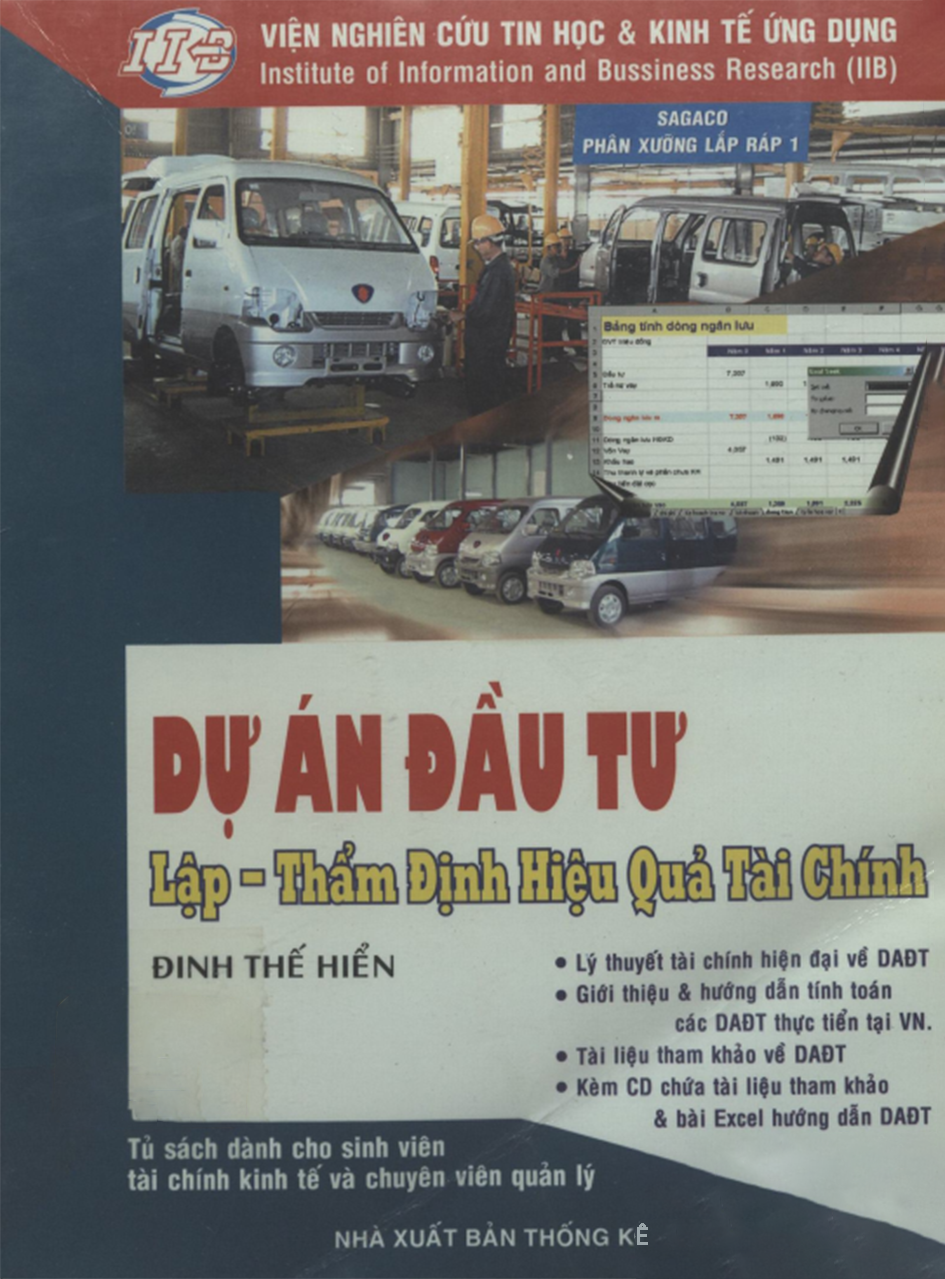 IIB
VIỆN NGHIÊN CỨU TIN HỌC & KINH TẾ ỨNG DỤNG
Institute of Information and Bussiness Research (IIB)
SAGACO
PHÂN XƯỞNG LẮP RÁP 1
Bảng tính dòng ngân lưu
DỰ ÁN ĐẦU TƯ
Lập - Thẩm Định Hiệu Quả Tài Chính
ĐINH THẾ HIỂN
• Lý thuyết tài chính hiện đại về DAĐT
• Giới thiệu & hướng dẫn tính toán
các DAĐT thực tiển tại VN.
• Tài liệu tham khảo về DAĐT
• Kèm CD chứa tài liệu tham khảo
& bài Excel hướng dẫn DAĐT
Tủ sách dành cho sinh viên
tài chính kinh tế và chuyên viên quản lý
NHÀ XUẤT BẢN THỐNG KÊ